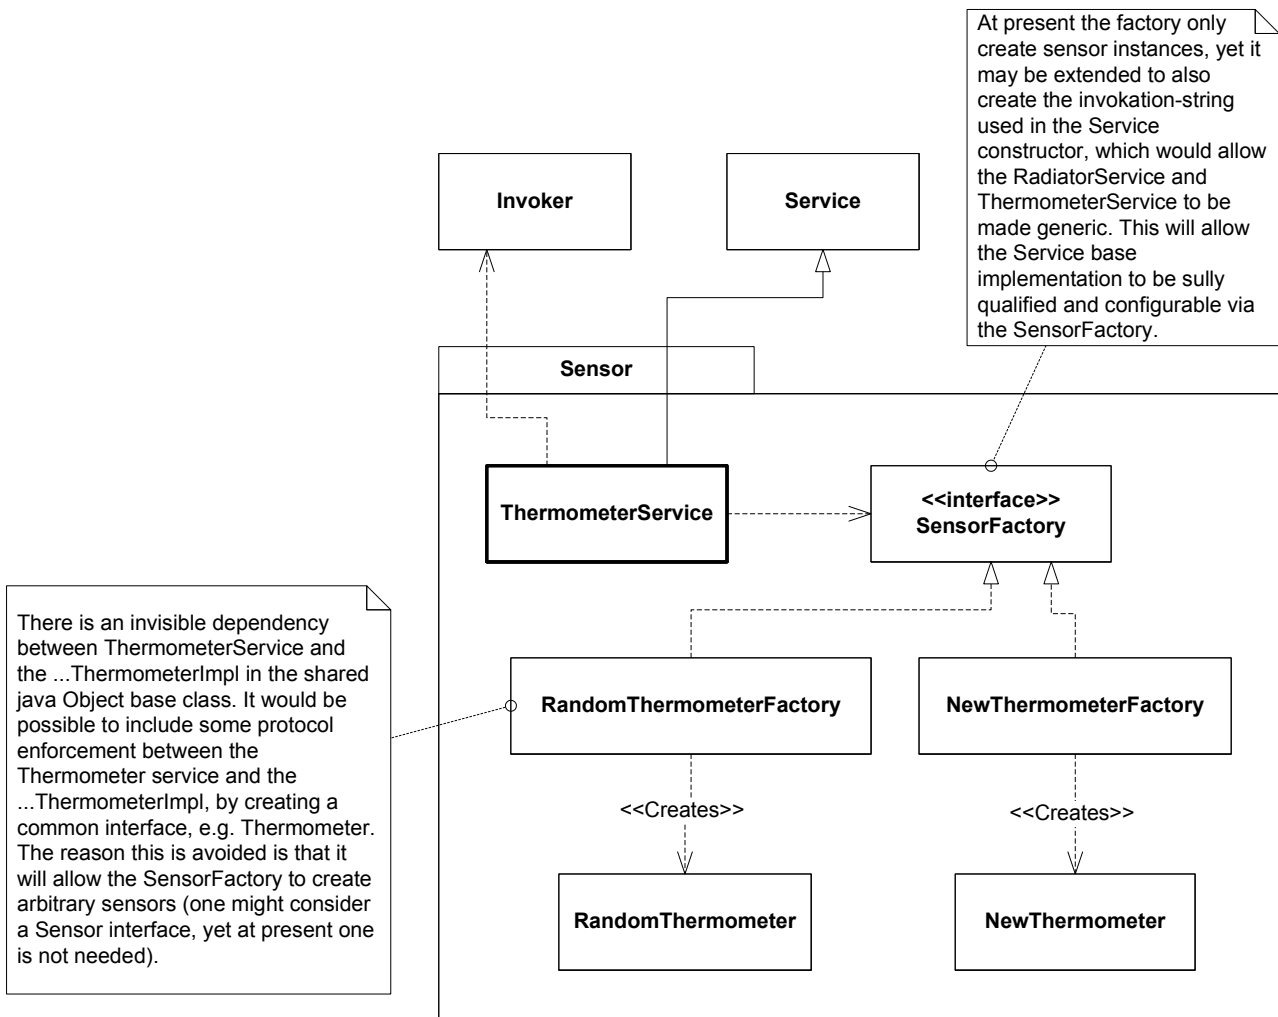 At present the factory only
create sensor instances, yet it
may be extended to also
create the invokation-string
used in the Service
constructor, which would allow
the RadiatorService and
ThermometerService to be
made generic. This will allow
the Service base
implementation to be sully
qualified and configurable via
the SensorFactory.
Invoker
Service
Sensor
ThermometerService
<<interface>>
SensorFactory
There is an invisible dependency
between ThermometerService and
the ...ThermometerImpl in the shared
java Object base class. It would be
possible to include some protocol
enforcement between the
Thermometer service and the
...ThermometerImpl, by creating a
common interface, e.g. Thermometer.
The reason this is avoided is that it
will allow the SensorFactory to create
arbitrary sensors (one might consider
a Sensor interface, yet at present one
is not needed).
RandomThermometerFactory
NewThermometerFactory
<<Creates>>
<<Creates>>
RandomThermometer
NewThermometer